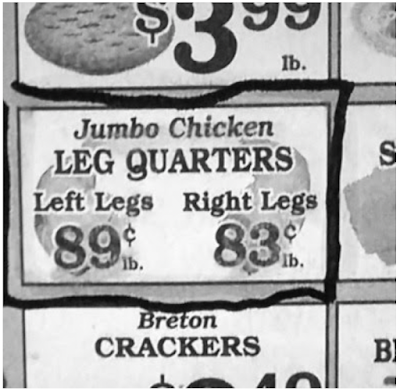 $3.99
lb.
Jumbo Chicken
LEG QUARTERS
Left Legs Right Legs
89¢ lb. 83¢ lb.
Breton
CRACKERS